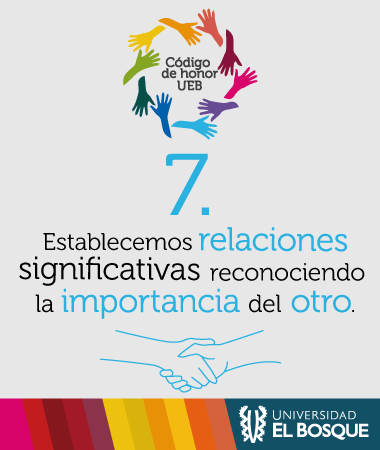 Código
de honor
UEB
7.
Establecemos relaciones
significativas reconociendo
la importancia del otro.
UNIVERSIDAD
EL BOSQUE